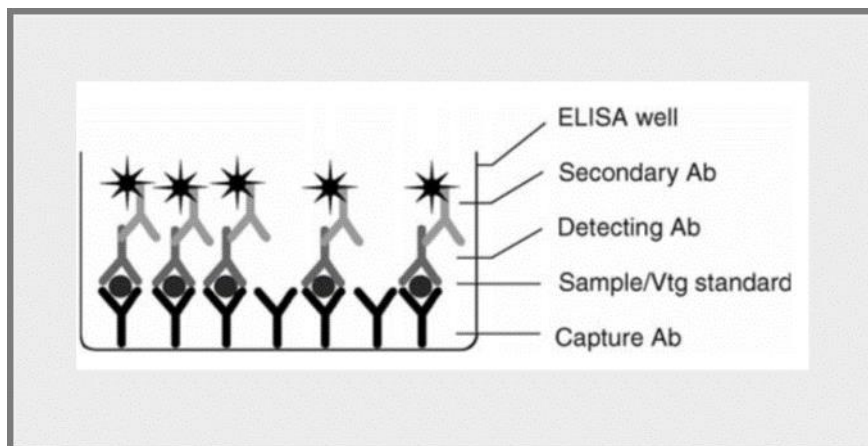 ELISA well
Secondary Ab
Detecting Ab
Sample/Vtg standard
Capture Ab